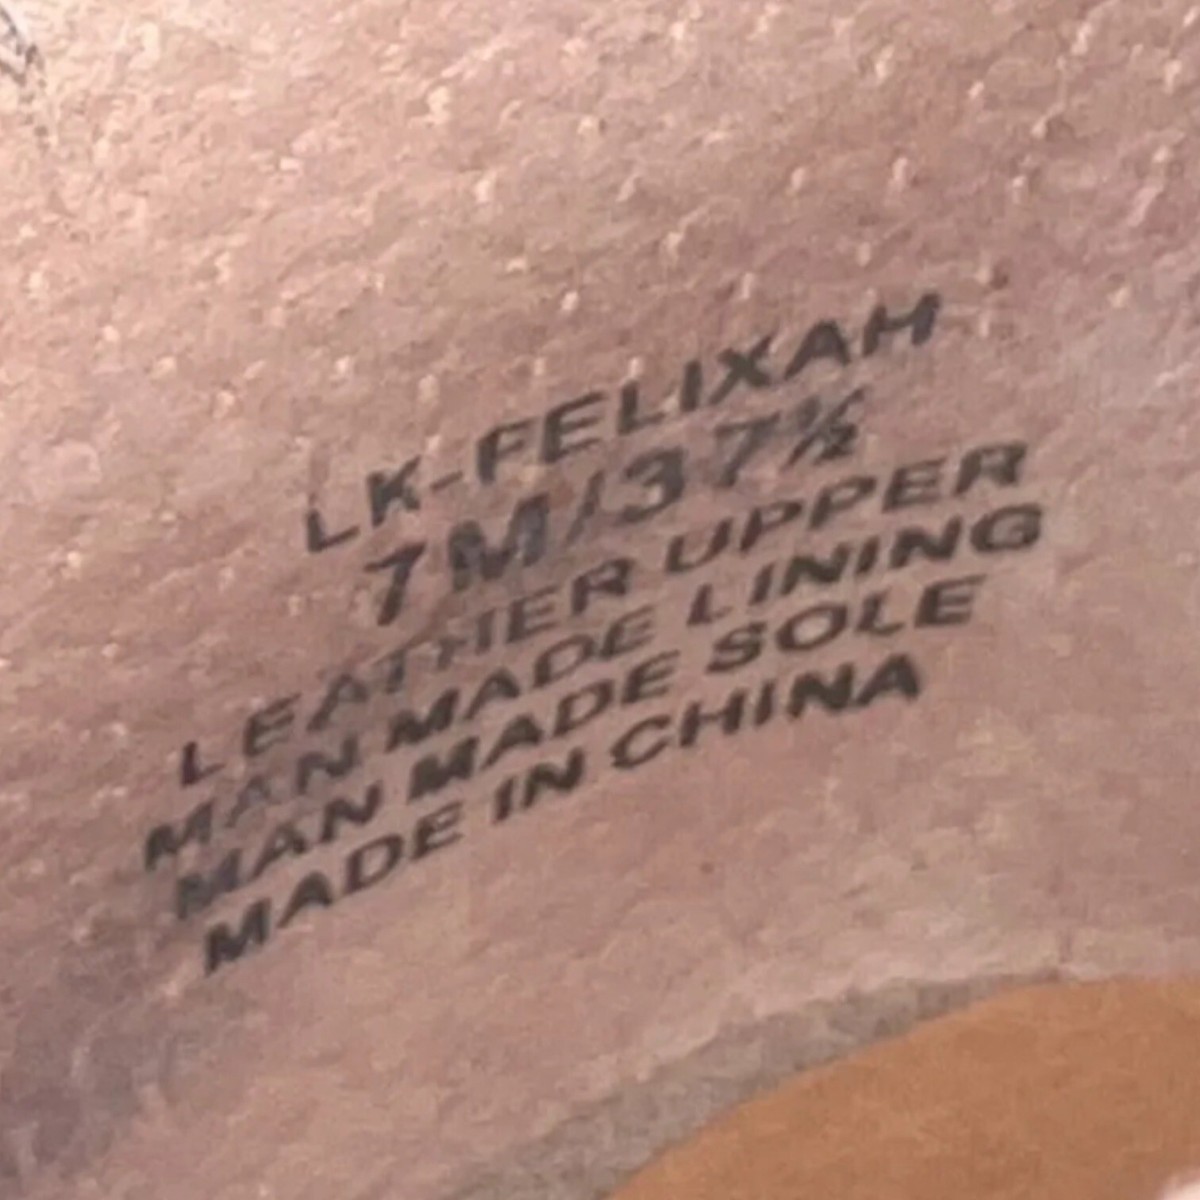 LK-FELIXAH
7M/37½
LEATHER UPPER
MAN MADE LINING
MAN MADE SOLE
MADE IN CHINA